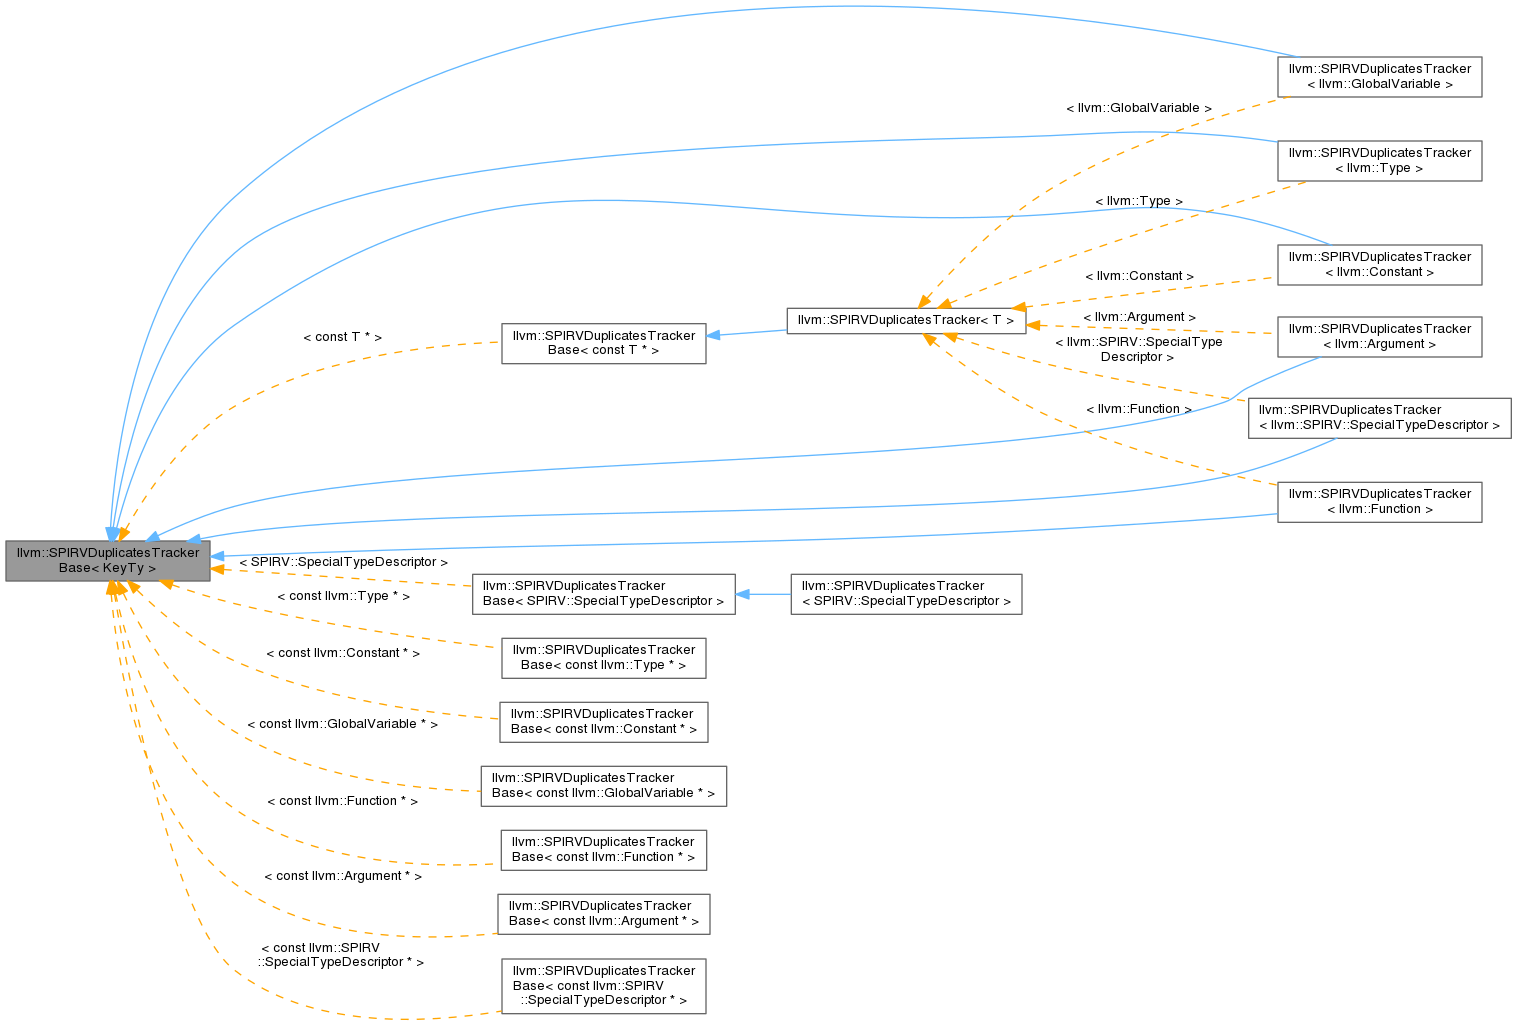 llvm::SPIRVDuplicatesTracker
< llvm::GlobalVariable >
< llvm::GlobalVariable >
llvm::SPIRVDuplicatesTracker
< llvm::Type >
< llvm::Type >
llvm::SPIRVDuplicatesTracker
< llvm::Constant >
< llvm::Constant >
llvm::SPIRVDuplicatesTracker< T >
< llvm::Argument >
llvm::SPIRVDuplicatesTracker
< llvm::Argument >
< const T * >
llvm::SPIRVDuplicatesTracker
Base< const T * >
< llvm::SPIRV::SpecialType
Descriptor >
llvm::SPIRVDuplicatesTracker
< llvm::SPIRV::SpecialTypeDescriptor >
< llvm::Function >
llvm::SPIRVDuplicatesTracker
< llvm::Function >
llvm::SPIRVDuplicatesTracker
Base< KeyTy >
< SPIRV::SpecialTypeDescriptor >
llvm::SPIRVDuplicatesTracker
Base< SPIRV::SpecialTypeDescriptor >
llvm::SPIRVDuplicatesTracker
< SPIRV::SpecialTypeDescriptor >
< const llvm::Type * >
llvm::SPIRVDuplicatesTracker
Base< const llvm::Type * >
< const llvm::Constant * >
llvm::SPIRVDuplicatesTracker
Base< const llvm::Constant * >
< const llvm::GlobalVariable * >
llvm::SPIRVDuplicatesTracker
Base< const llvm::GlobalVariable * >
< const llvm::Function * >
llvm::SPIRVDuplicatesTracker
Base< const llvm::Function * >
< const llvm::Argument * >
llvm::SPIRVDuplicatesTracker
Base< const llvm::Argument * >
< const llvm::SPIRV
::SpecialTypeDescriptor * >
llvm::SPIRVDuplicatesTracker
Base< const llvm::SPIRV
::SpecialTypeDescriptor * >